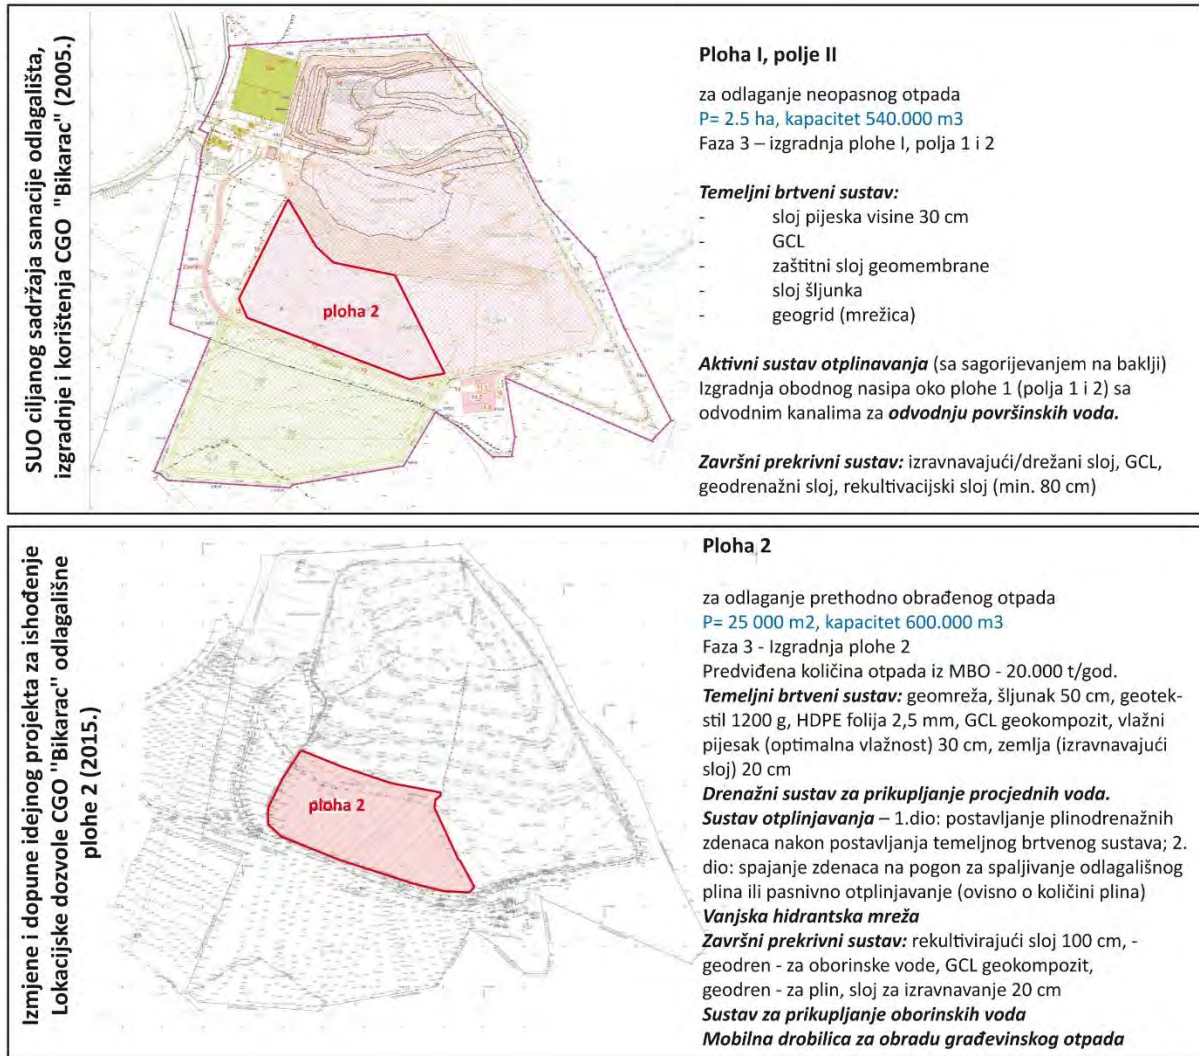 SUO ciljanog sadržaja sanacije odlagališta,
izgradnje i korištenja CGO "Bikarac" (2005.)
ploha 2
Ploha I, polje II
za odlaganje neopasnog otpada
P= 2.5 ha, kapacitet 540.000 m3
Faza 3 – izgradnja plohe I, polja 1 i 2
Temeljni brtveni sustav:
- sloj pijeska visine 30 cm
- GCL
- zaštitni sloj geomembrane
- sloj šljunka
- geogrid (mrežica)
Aktivni sustav otplinavanja (sa sagorijevanjem na baklji)
Izgradnja obodnog nasipa oko plohe 1 (polja 1 i 2) sa
odvodnim kanalima za odvodnju površinskih voda.
Završni prekrivni sustav: izravnavajući/drežani sloj, GCL,
geodrenažni sloj, rekultivacijski sloj (min. 80 cm)
Izmjene i dopune idejnog projekta za ishođenje
Lokacijske dozvole CGO "Bikarac" odlagališne
plohe 2 (2015.)
ploha 2
Ploha 2
za odlaganje prethodno obrađenog otpada
P= 25 000 m2, kapacitet 600.000 m3
Faza 3 - Izgradnja plohe 2
Predviđena količina otpada iz MBO - 20.000 t/god.
Temeljni brtveni sustav: geomreža, šljunak 50 cm, geotek-
stil 1200 g, HDPE folija 2,5 mm, GCL geokompozit, vlažni
pijesak (optimalna vlažnost) 30 cm, zemlja (izravnavajući
sloj) 20 cm
Drenažni sustav za prikupljanje procjednih voda.
Sustav otplinjavanja – 1.dio: postavljanje plinodrenažnih
zdenaca nakon postavljanja temeljnog brtvenog sustava; 2.
dio: spajanje zdenaca na pogon za spaljivanje odlagališnog
plina ili pasnivno otplinjavanje (ovisno o količini plina)
Vanjska hidrantska mreža
Završni prekrivni sustav: rekultivirajući sloj 100 cm, -
geodren - za oborinske vode, GCL geokompozit,
geodren - za plin, sloj za izravnavanje 20 cm
Sustav za prikupljanje oborinskih voda
Mobilna drobilica za obradu građevinskog otpada